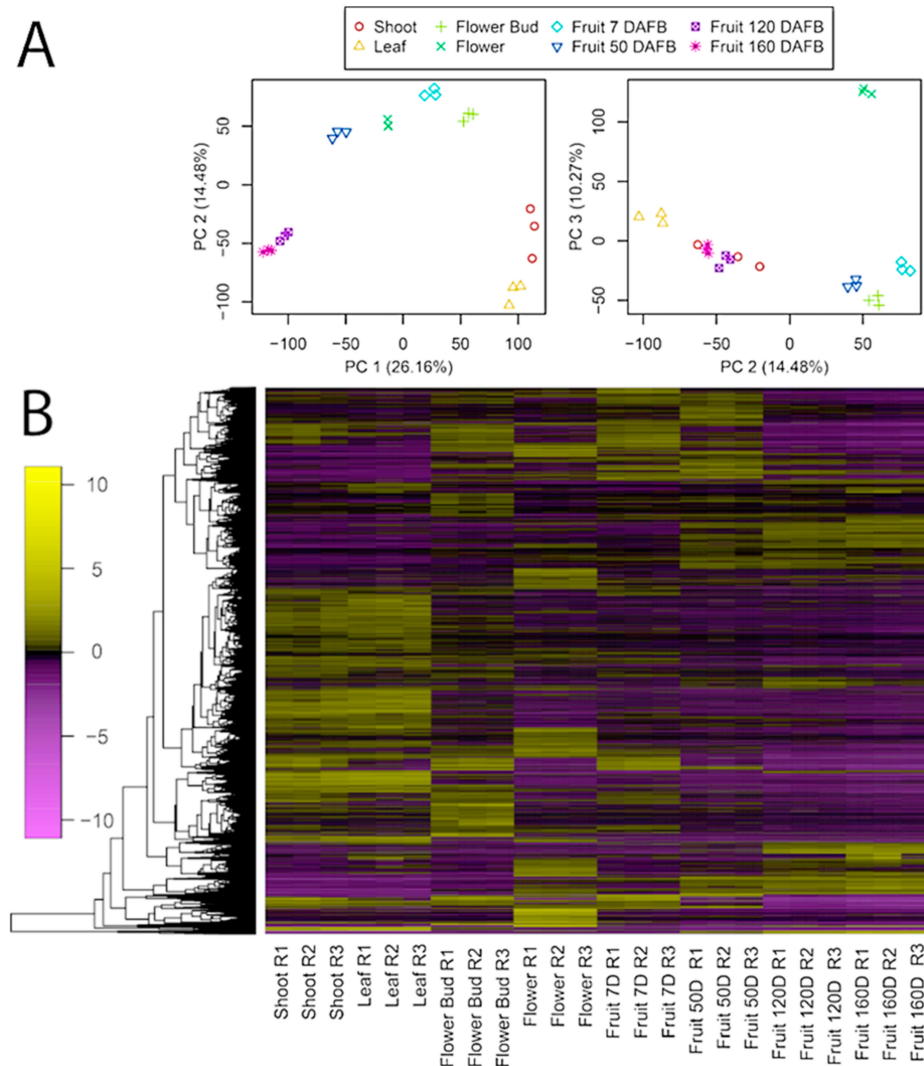 A
Shoot Flower Bud Fruit 7 DAFB Fruit 120 DAFB
Leaf Flower Fruit 50 DAFB Fruit 160 DAFB
50
0
−50
−100
PC 2 (14.48%)
−100 −50 0 50 100
PC 1 (26.16%)
100
50
0
−50
PC 3 (10.27%)
−100 −50 0 50
PC 2 (14.48%)
B
10
5
0
−5
−10
Shoot R1
Shoot R2
Shoot R3
Leaf R1
Leaf R2
Leaf R3
Flower Bud R1
Flower Bud R2
Flower Bud R3
Flower R1
Flower R2
Flower R3
Fruit 7D R1
Fruit 7D R2
Fruit 7D R3
Fruit 50D R1
Fruit 50D R2
Fruit 50D R3
Fruit 120D R1
Fruit 120D R2
Fruit 120D R3
Fruit 160D R1
Fruit 160D R2
Fruit 160D R3